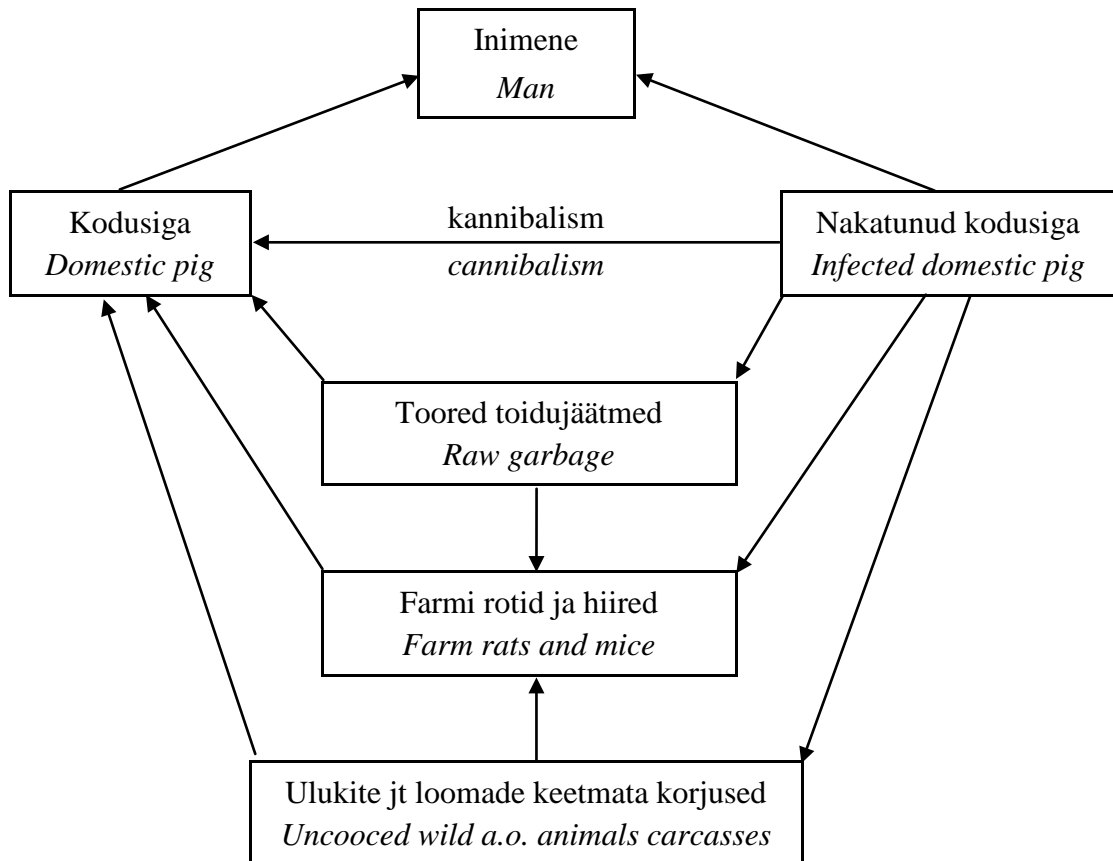 Inimene
Man
Kodusiga
Domestic pig
kannibalism
cannibalism
Nakatunud kodusiga
Infected domestic pig
Toored toidujäätmed
Raw garbage
Farmi rotid ja hiired
Farm rats and mice
Ulukite jt loomade keetmata korjused
Uncooced wild a.o. animals carcasses